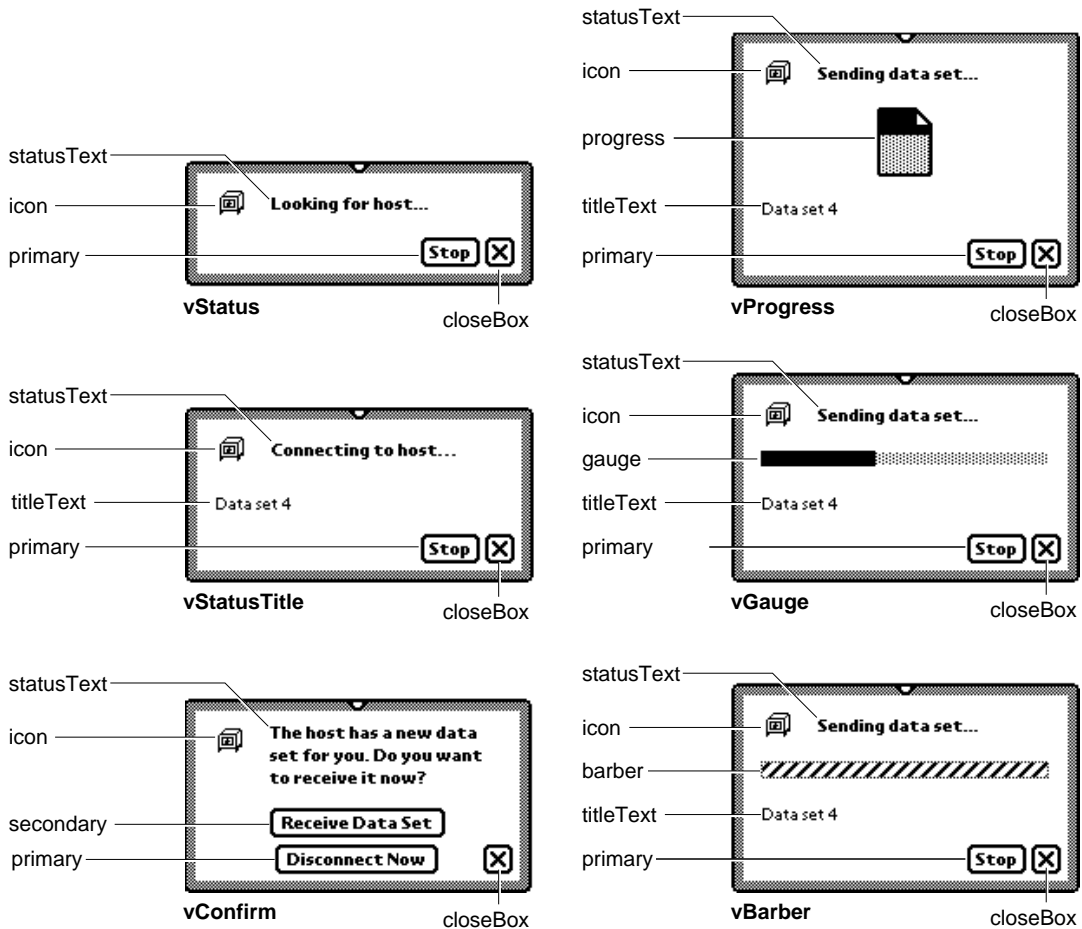 statusText
icon
Looking for host...
primary
Stop
vStatus
closeBox
statusText
icon
Sending data set...
progress
titleText
Data set 4
primary
Stop
vProgress
closeBox
statusText
icon
Connecting to host...
titleText
Data set 4
primary
Stop
vStatusTitle
closeBox
statusText
icon
Sending data set...
gauge
titleText
Data set 4
primary
Stop
vGauge
closeBox
statusText
icon
The host has a new data
set for you. Do you want
to receive it now?
secondary
Receive Data Set
primary
Disconnect Now
vConfirm
closeBox
statusText
icon
Sending data set...
barber
titleText
Data set 4
primary
Stop
vBarber
closeBox